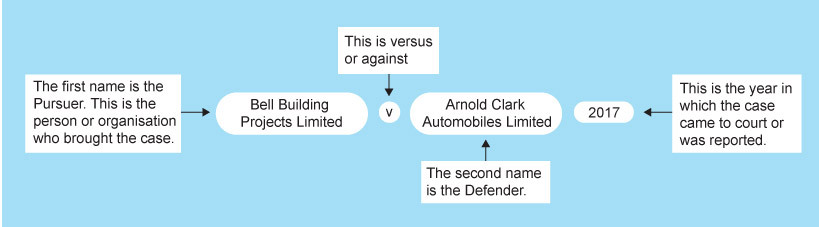 This is versus
or against
The first name is the
Pursuer. This is the
person or organisation
who brought the case.
Bell Building
Projects Limited
v
Arnold Clark
Automobiles Limited
2017
This is the year in
which the case
came to court or
was reported.
The second name
is the Defender.